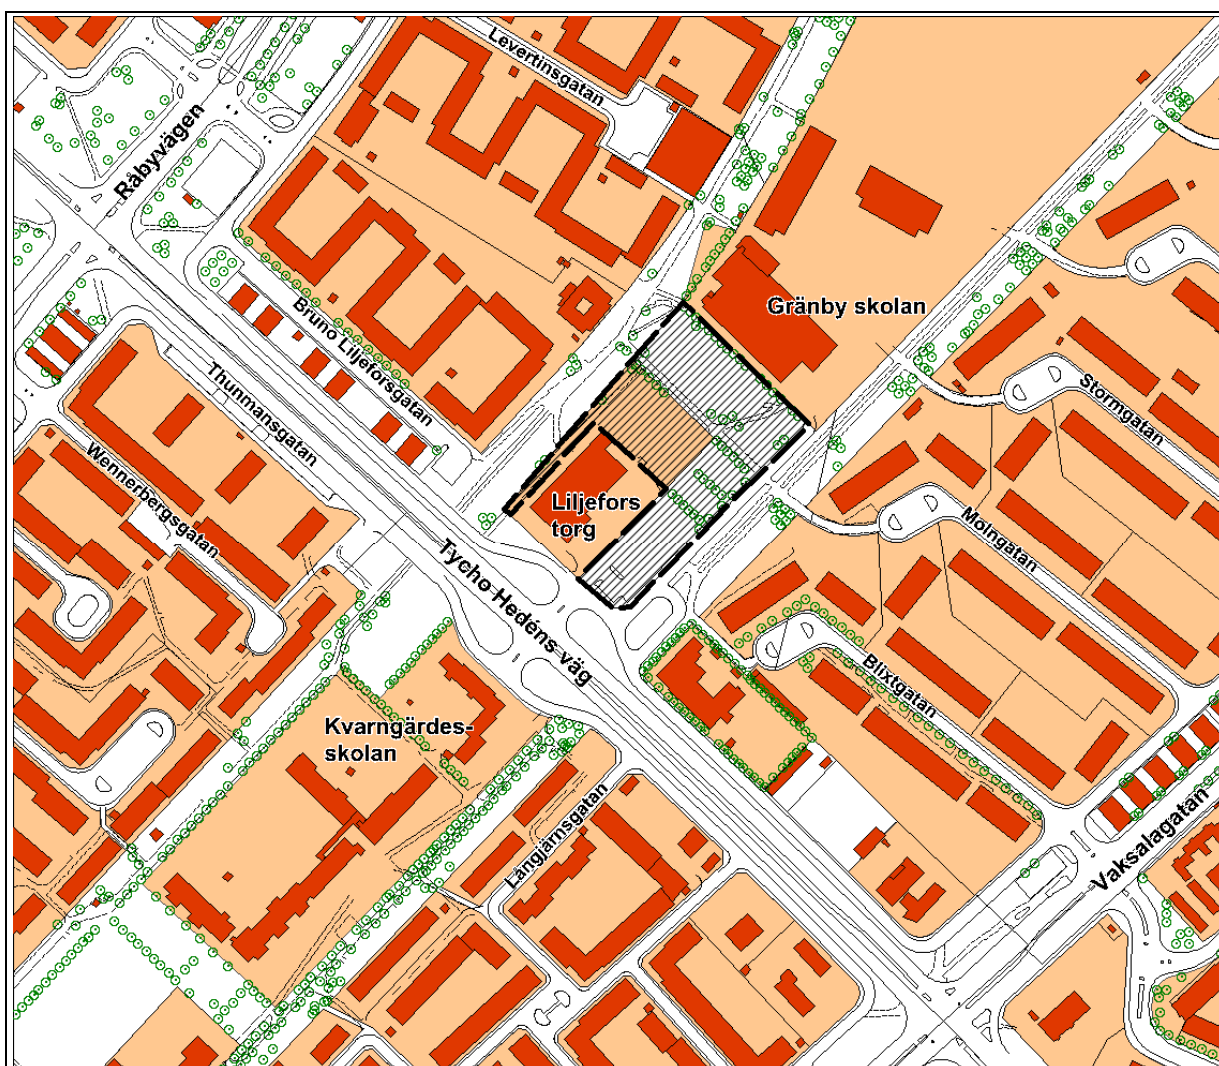 Levertinsgatan
Råbyvägen
Gränby skolan
Bruno Liljeforsgatan
Thunmansgatan
Stormgatan
Wennerbergsgatan
Liljefors
torg
Molngatan
Tycho Hedéns väg
Blixtgatan
Kvarngärdes-
skolan
Långjärnsgatan
Vaksalagatan